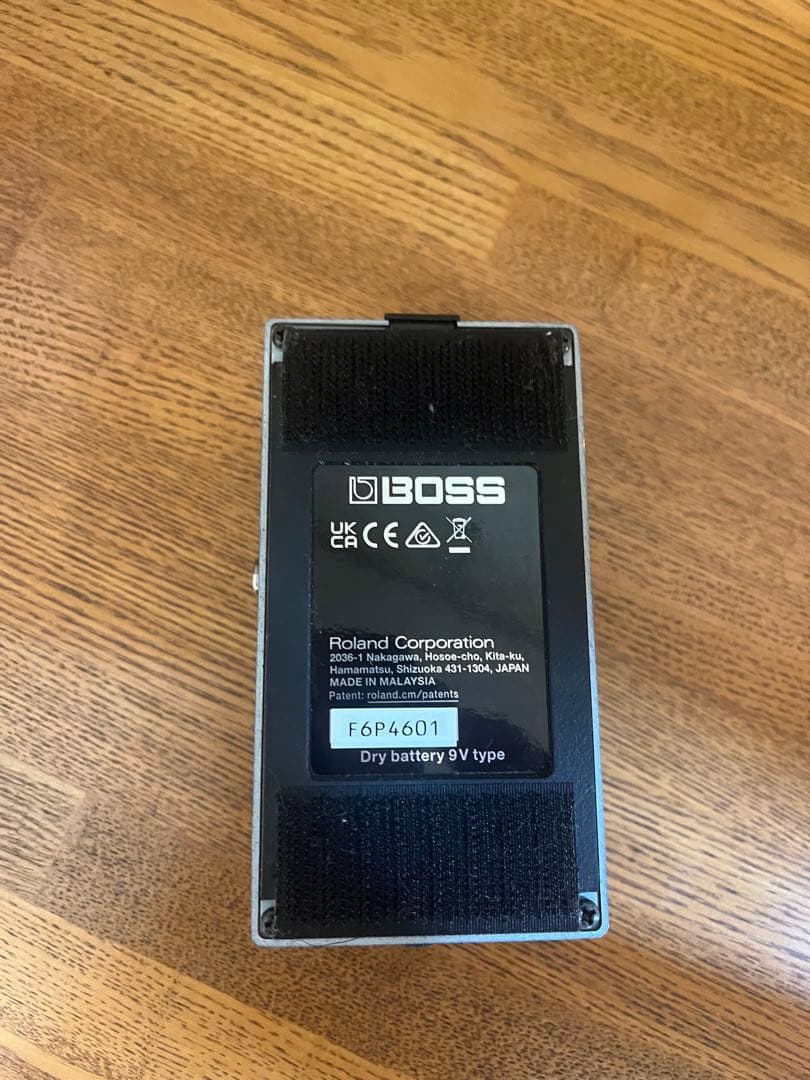 BOSS
UK
CA CE
Roland Corporation
2036-1 Nakagawa, Hosoe-cho, Kita-ku,
Hamamatsu, Shizuoka 431-1304, JAPAN
MADE IN MALAYSIA
Patent: roland.cm/patents
F6P4601
Dry battery 9V type